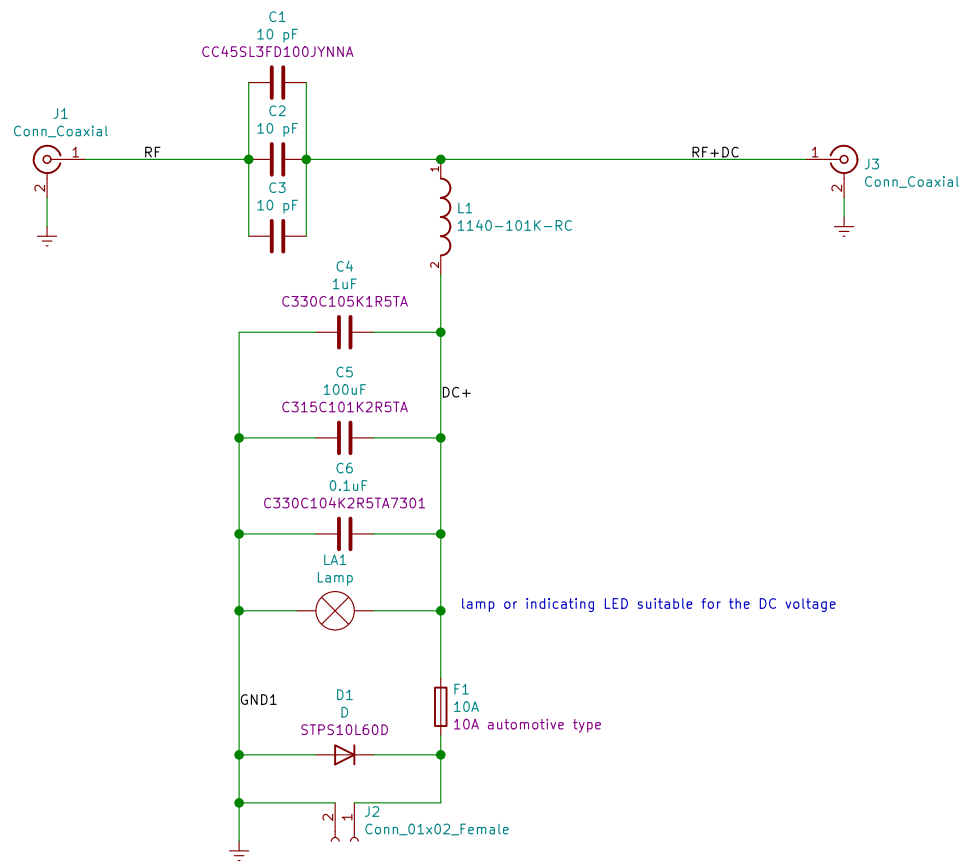 C1
10 pF
CC45SL3FD100JYNNA
C2
10 pF
J1
Conn_Coaxial
1
RF
RF+DC
1
J3
Conn_Coaxial
2
2
C3
10 pF
1
L1
1140-101K-RC
2
C4
1uF
C330C105K1R5TA
C5
100uF
C315C101K2R5TA
DC+
C6
0.1uF
C330C104K2R5TA7301
LA1
Lamp
lamp or indicating LED suitable for the DC voltage
GND1
D1
D
STPS10L60D
F1
10A
10A automotive type
2
1
J2
Conn_01x02_Female